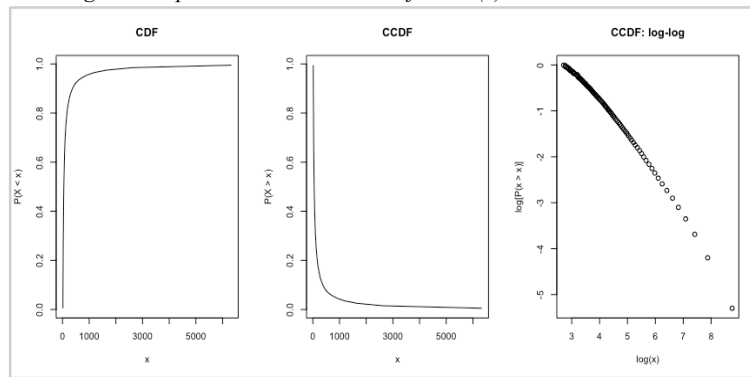 CDF
P(X < x)
1.0
0.8
0.6
0.4
0.2
0.0
0 1000 3000 5000
x
CCDF
P(X > x)
1.0
0.8
0.6
0.4
0.2
0.0
0 1000 3000 5000
x
CCDF: log-log
log[P(x > x)]
0
-1
-2
-3
-4
-5
3 4 5 6 7 8
log(x)